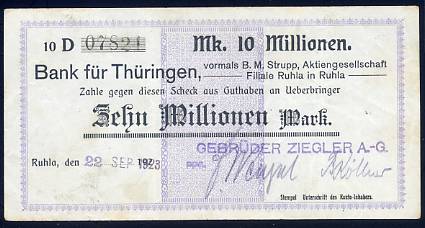 10 D 07821 Mk. 10 Millionen.
Bank für Thüringen, vormals B. M. Strupp, Aktiengesellschaft
Filiale Ruhla in Ruhla
Zahle gegen diesen Scheck aus Guthaben an Ueberbringer
Zehn Millionen Mark.
GEBRÜDER ZIEGLER A.-G.
Ruhla, den 22 SEP 1923 ppa.
Stempel Unterschrift des Konto-Inhabers.